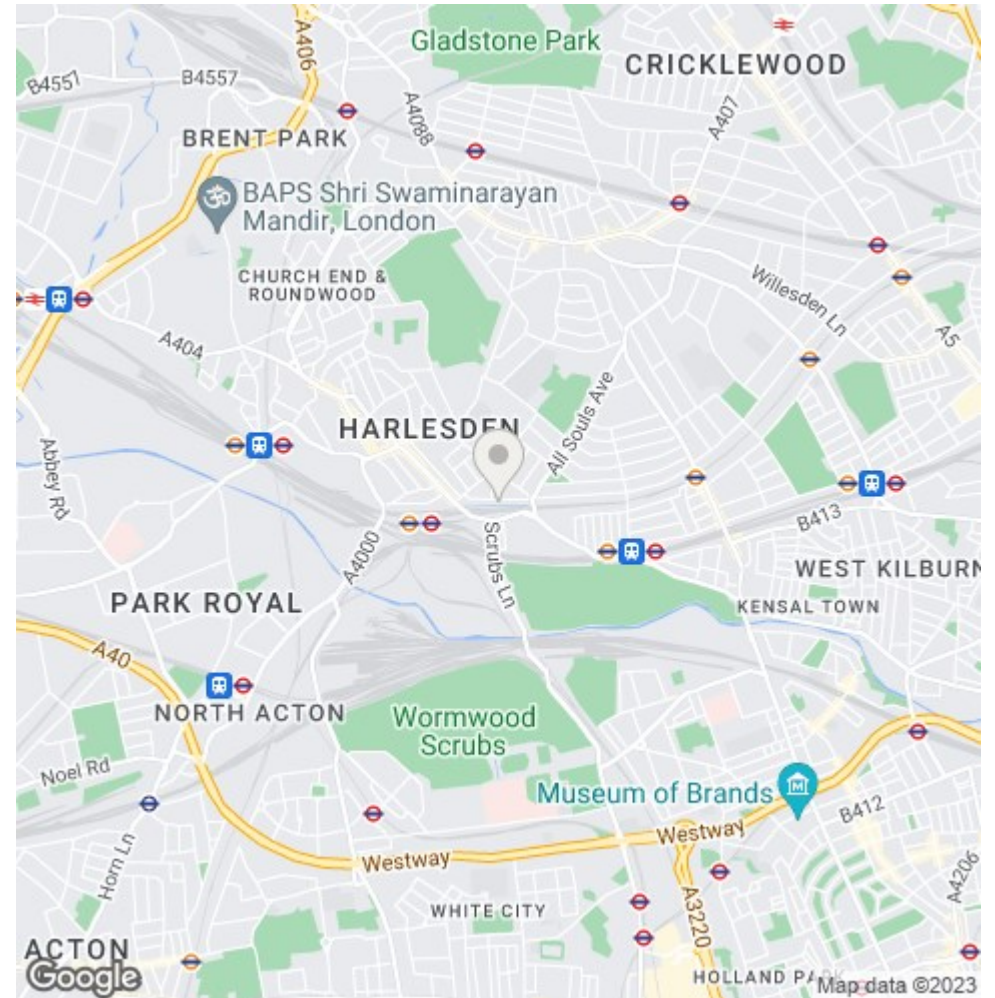 Gladstone Park
CRICKLEWOOD
A406
B4557
B4557
A4088
A407
BRENT PARK
BAPS Shri Swaminarayan
Mandir, London
CHURCH END &
ROUNDWOOD
Willesden Ln
A5
A404
All Souls Ave
HARLESDEN
Abbey Rd
B413
Scrubs Ln
A4000
WEST KILBURN
PARK ROYAL
KENSAL TOWN
A40
NORTH ACTON
Wormwood
Scrubs
Noel Rd
Museum of Brands
B412
Westway
Westway
Horn Ln
A4206
A3220
WHITE CITY
ACTON
HOLLAND PA
Google
Map data ©2023